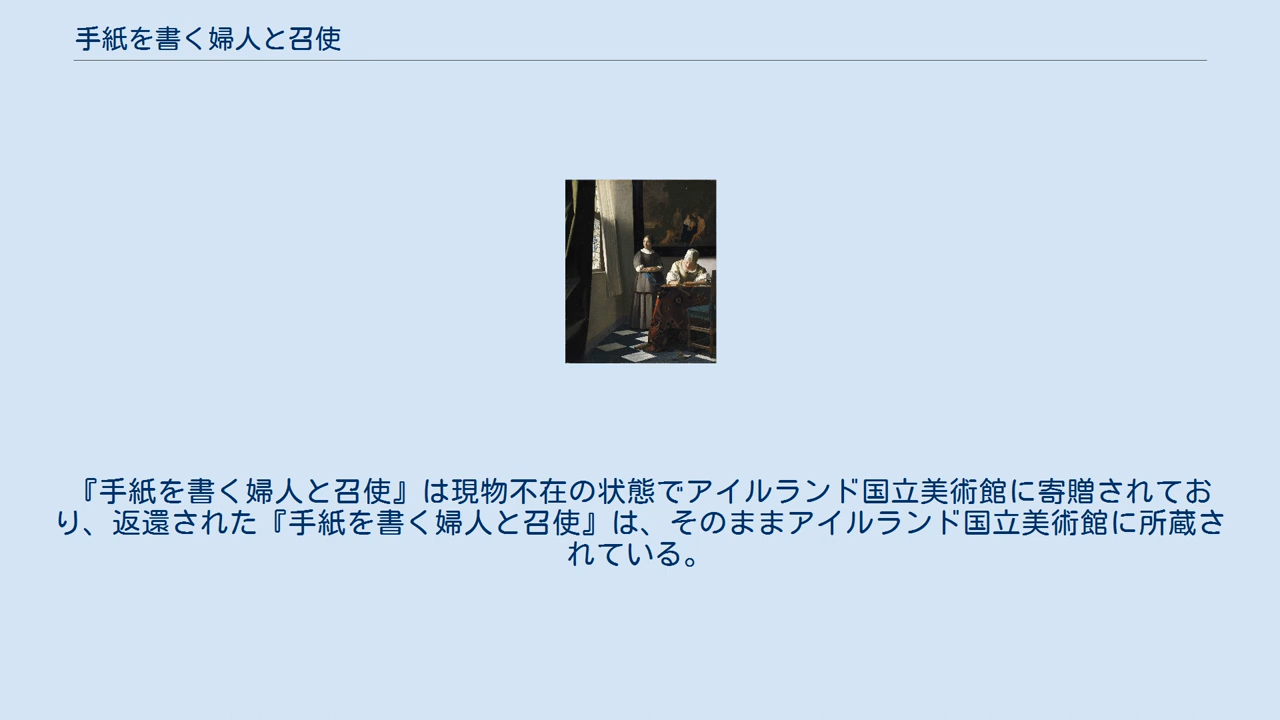 手紙を書く婦人と召使
『手紙を書く婦人と召使』は現物不在の状態でアイルランド国立美術館に寄贈されてお
り、返還された『手紙を書く婦人と召使』は、そのままアイルランド国立美術館に所蔵さ
れている。